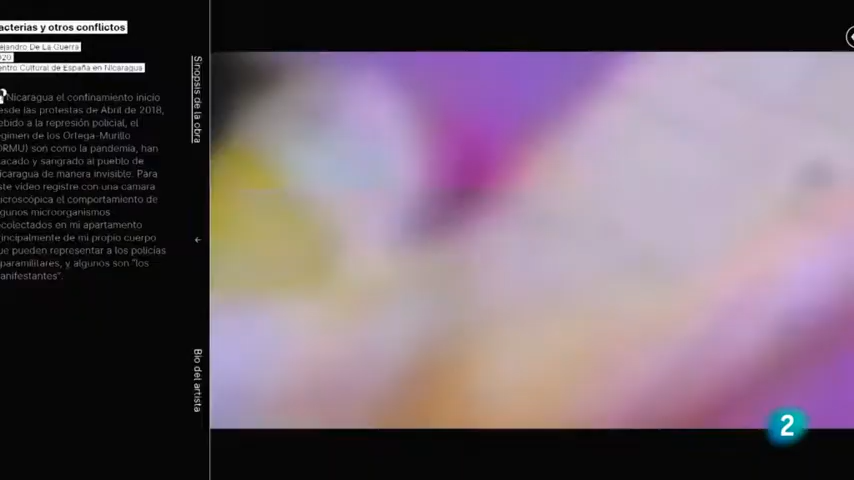 acterias y otros conflictos
ejandro De La Guerra
020
entro Cultural de España en Nicaragua
Nicaragua el confinamiento inicio
esde las protestas de Abril de 2018,
ebido a la represión policial, el
égimen de los Ortega-Murillo
ORMU) son como la pandemia, han
acado y sangrado al pueblo de
icaragua de manera invisible. Para
ste video registre con una camara
icroscópica el comportamiento de
gunos microorganismos
colectados en mi apartamento
incipalmente de mi propio cuerpo
ue pueden representar a los policías
paramilitares, y algunos son "los
anifestantes".
Sinopsis de la obra
Bio del artista
2